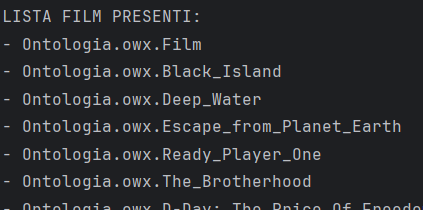 LISTA FILM PRESENTI:
- Ontologia.owx.Film
- Ontologia.owx.Black_Island
- Ontologia.owx.Deep_Water
- Ontologia.owx.Escape_from_Planet_Earth
- Ontologia.owx.Ready_Player_One
- Ontologia.owx.The_Brotherhood
- Ontologia.owx.D-Day: The Price Of Freedo